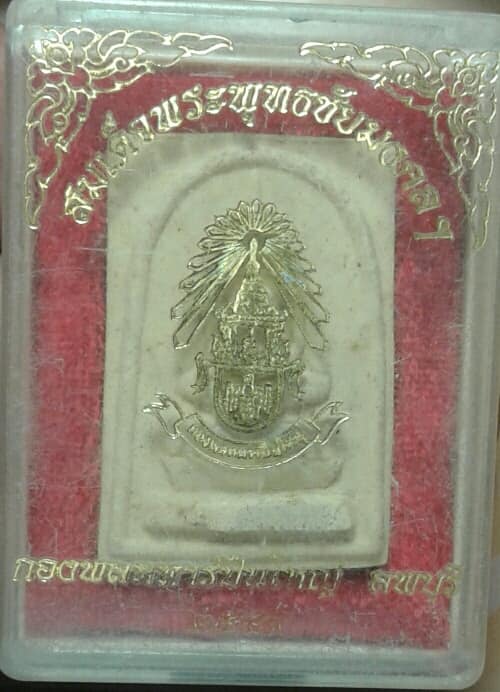 สมเด็จพระพุทธชัยมงคล ฯ
กองพลทหารปืนใหญ่ ลพบุรี